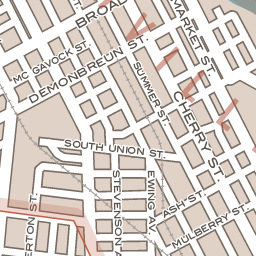 BROAD
MARKET ST.
MC GAVOCK ST.
DEMONBREUN ST.
SUMMER ST.
CHERRY ST.
SOUTH UNION ST.
EWING AV
STEVENSON A
ASH ST.
MULBERRY ST.
ERTON ST.